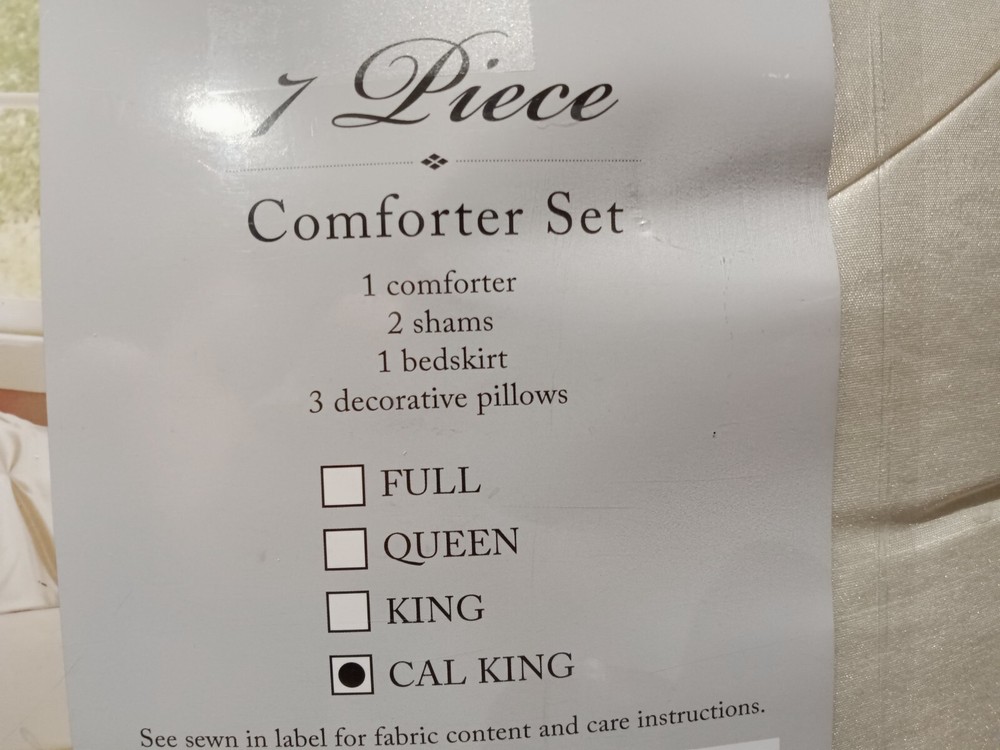 7 Piece
Comforter Set
1 comforter
2 shams
1 bedskirt
3 decorative pillows
FULL
QUEEN
KING
CAL KING
See sewn in label for fabric content and care instructions.